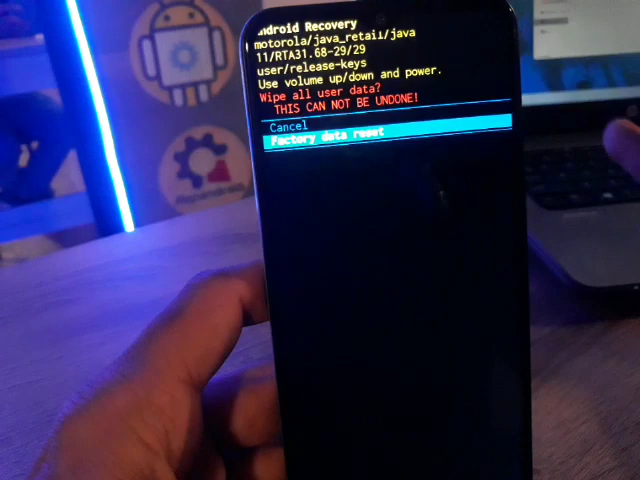 Android Recovery
motorola/java_retail/java
11/RTA31.68-29/29
user/release-keys
Use volume up/down and power.
Wipe all user data?
THIS CAN NOT BE UNDONE!
Cancel
Factory data reset